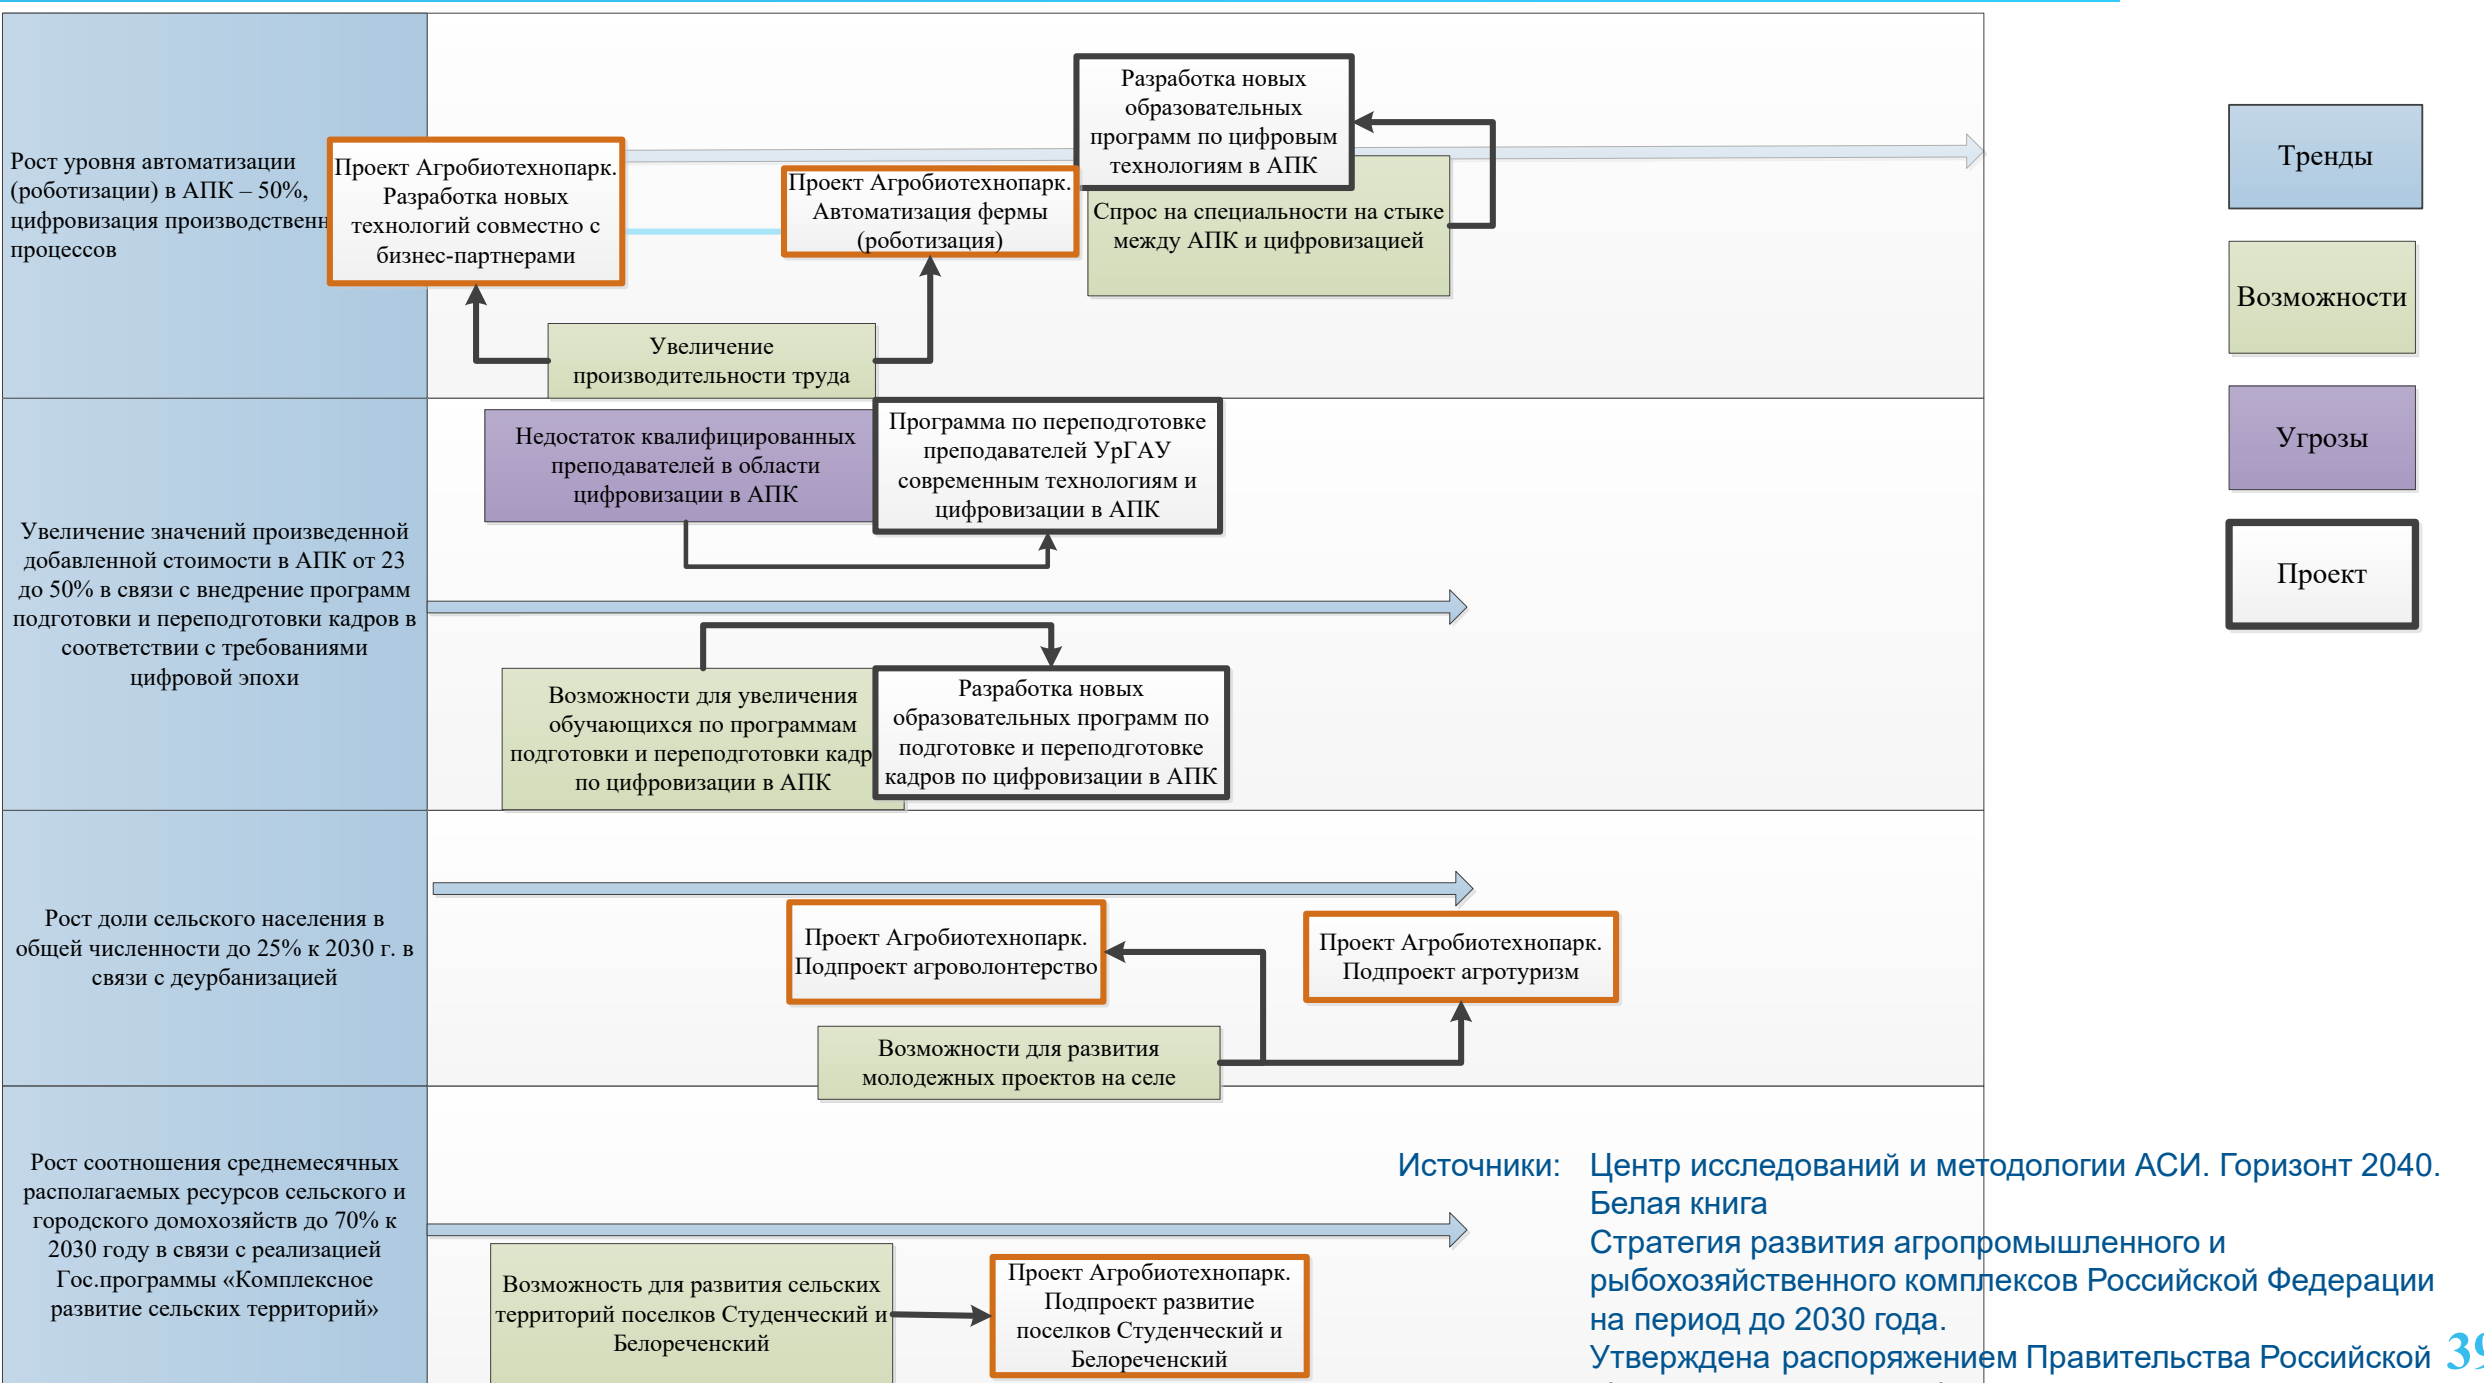 Рост уровня автоматизации
(роботизации) в АПК – 50%,
цифровизация производственн
процессов
Проект Агробиотехнопарк.
Разработка новых
технологий совместно с
бизнес-партнерами
Проект Агробиотехнопарк.
Автоматизация фермы
(роботизация)
Разработка новых
образовательных
программ по цифровым
технологиям в АПК
Спрос на специальности на стыке
между АПК и цифровизацией
Увеличение
производительности труда
Увеличение значений произведенной
добавленной стоимости в АПК от 23
до 50% в связи с внедрение программ
подготовки и переподготовки кадров в
соответствии с требованиями
цифровой эпохи
Недостаток квалифицированных
преподавателей в области
цифровизации в АПК
Программа по переподготовке
преподавателей УрГАУ
современным технологиям и
цифровизации в АПК
Возможности для увеличения
обучающихся по программам
подготовки и переподготовки кадр
по цифровизации в АПК
Разработка новых
образовательных программ по
подготовке и переподготовке
кадров по цифровизации в АПК
Рост доли сельского населения в
общей численности до 25% к 2030 г. в
связи с деурбанизацией
Проект Агробиотехнопарк.
Подпроект агроволонтерство
Проект Агробиотехнопарк.
Подпроект агротуризм
Возможности для развития
молодежных проектов на селе
Рост соотношения среднемесячных
располагаемых ресурсов сельского и
городского домохозяйств до 70% к
2030 году в связи с реализацией
Гос.программы «Комплексное
развитие сельских территорий»
Возможность для развития сельских
территорий поселков Студенческий и
Белореченский
Проект Агробиотехнопарк.
Подпроект развитие
поселков Студенческий и
Белореченский
Тренды
Возможности
Угрозы
Проект
Источники: Центр исследований и методологии АСИ. Горизонт 2040.
Белая книга
Стратегия развития агропромышленного и
рыбохозяйственного комплексов Российской Федерации
на период до 2030 года.
Утверждена распоряжением Правительства Российской
39